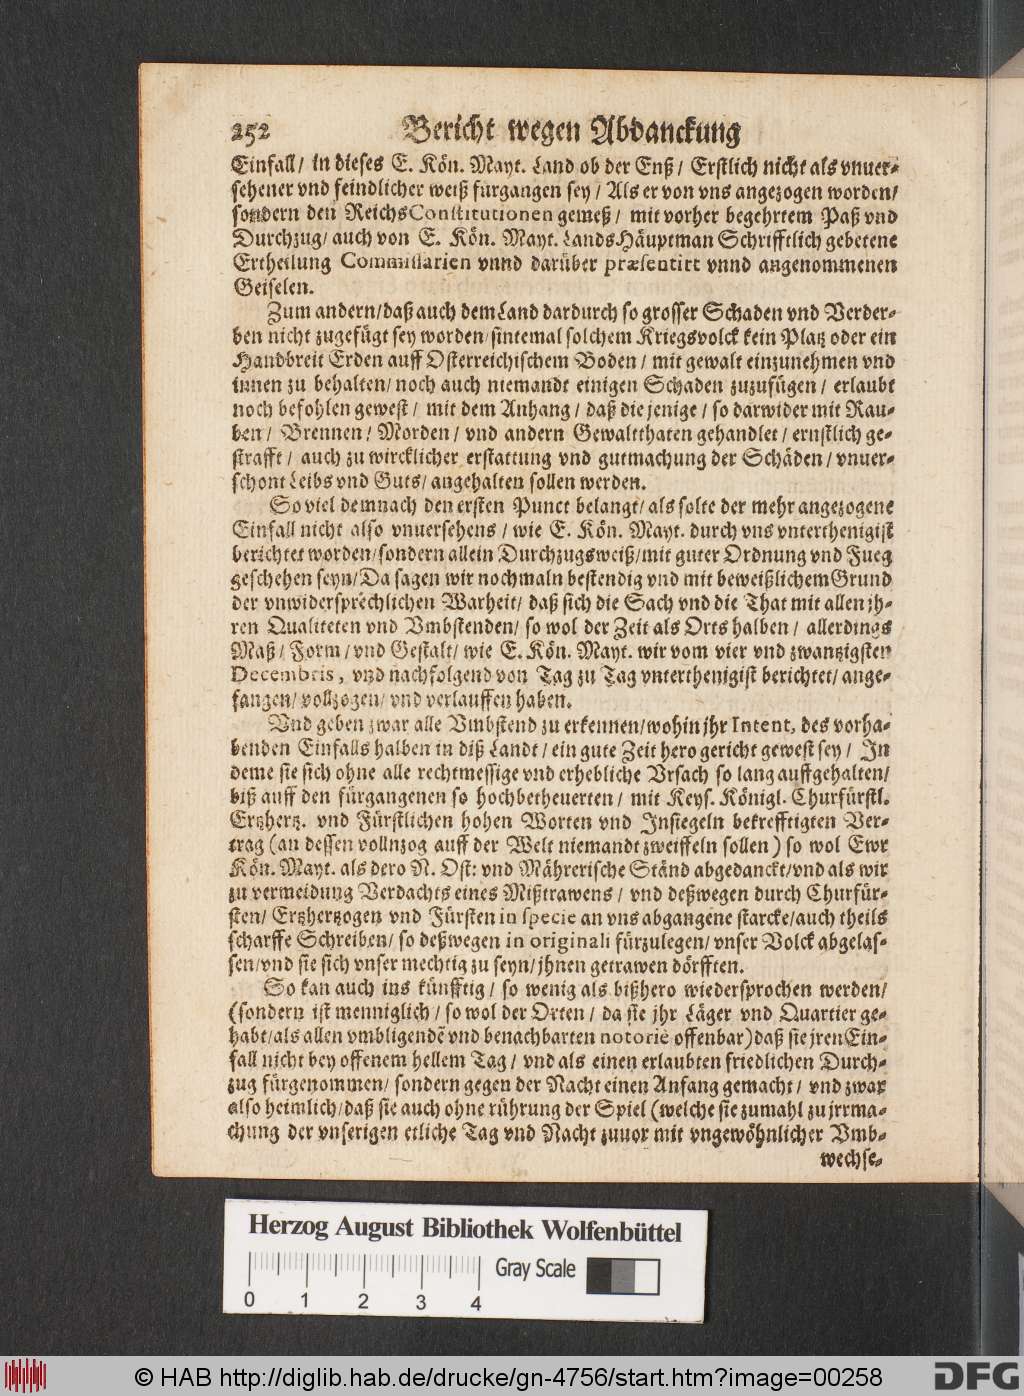 252 Bericht wegen Abdanckung
Einfall/ in dieses E. Kön. Mayt. Land ob der Enß/ Erstlich nicht als vnuer-
sehener vnd feindlicher weiß fürgangen sey/ Als er von vns angezogen worden/
sondern den ReichsConstitutionen gemeß/ mit vorher begehrtem Paß vnd
Durchzug/ auch von E. Kön. Mayt. LandsHäuptman Schrifftlich gebetene
Ertheilung Commissarien vnnd darüber præsentirt vnnd angenommenen
Geiselen.
Zum andern/ daß auch dem Land dardurch so grosser Schaden vnd Verder-
ben nicht zugefügt sey worden/ sintemal solchem Kriegsvolck kein Platz oder ein
Handbreit Erden auff Osterreichischem Boden/ mit gewalt einzunehmen vnd
innen zu behalten/ noch auch niemandt einigen Schaden zuzufügen/ erlaubt
noch befohlen gewest/ mit dem Anhang/ daß die jenige/ so darwider mit Rau-
ben/ Brennen/ Morden/ vnd andern Gewaltthaten gehandlet/ ernstlich ge-
strafft/ auch zu wircklicher erstattung vnd gutmachung der Schäden/ vnuer-
schont Leibs vnd Guts/ angehalten sollen werden.
So viel demnach den ersten Punct belangt/ als solte der mehr angezogene
Einfall nicht also vnuersehens/ wie E. Kön. Mayt. durch vns vnterthenigist
berichtet worden/ sondern allein Durchzugsweiß/ mit guter Ordnung vnd Fueg
geschehen seyn/ Da sagen wir nochmaln bestendig vnd mit beweißlichem Grund
der vnwidersprechlichen Warheit/ daß sich die Sach vnd die That mit allen jh-
ren Qualiteten vnd Vmbstenden/ so wol der Zeit als Orts halben/ allerdings
Maß/ Form/ vnd Gestalt/ wie E. Kön. Mayt. wir vom vier vnd zwantzigsten
Decembris, vnd nachfolgend von Tag zu Tag vnterthenigist berichtet/ ange-
fangen/ vollzogen/ vnd verlauffen haben.
Vnd geben zwar alle Vmbstend zu erkennen/ wohin jhr Intent, des vorha-
benden Einfalls halben in diß Landt/ ein gute Zeit hero gericht gewest sey/ In
deme sie sich ohne alle rechtmessige vnd erhebliche Vrsach so lang auffgehalten/
biß auff den fürgangenen so hochbetheuerten/ mit Keys. Königl. Churfürstl.
Ertzhertz. vnd Fürstlichen hohen Worten vnd Insiegeln bekrefftigten Ver-
trag (an dessen vollnzog auff der Welt niemandt zweiffeln sollen) so wol Ewr
Kön. Mayt. als dero N. Ost: vnd Mährerische Ständ abgedanckt/ vnd als wir
zu vermeidung Verdachts eines Mißtrawens/ vnd deßwegen durch Churfür-
sten/ Ertzhertzogen vnd Fürsten in specie an vns abgangene starcke/ auch theils
scharffe Schreiben/ so deßwegen in originali fürzulegen/ vnser Volck abgelas-
sen/ vnd sie sich vnser mechtig zu seyn/ jhnen getrawen dörfften.
So kan auch ins künfftig/ so wenig als bißhero wiedersprochen werden/
(sondern ist menniglich/ so wol der Orten/ da sie jhr Läger vnd Quartier ge-
habt/ als allen vmbligendē vnd benachbarten notoriè offenbar) daß sie jren Ein-
fall nicht bey offenem hellem Tag/ vnd als einen erlaubten friedlichen Durch-
zug fürgenommen/ sondern gegen der Nacht einen Anfang gemacht/ vnd zwar
also heimlich/ daß sie auch ohne rührung der Spiel (welche sie zumahl zu jrrma-
chung der vnserigen etliche Tag vnd Nacht zuuor mit vngewöhnlicher Vmb-
wechse-
Herzog August Bibliothek Wolfenbüttel
Gray Scale
0 1 2 3 4
© HAB http://diglib.hab.de/drucke/gn-4756/start.htm?image=00258
DFG